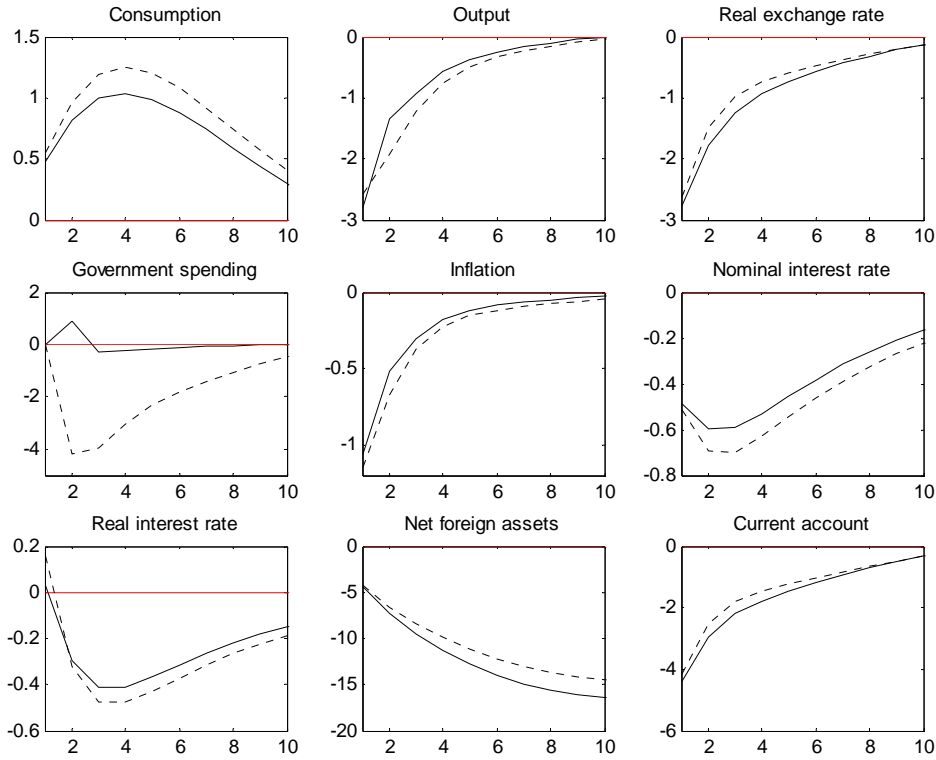 Consumption
1.5
1
0.5
0
2 4 6 8 10
Output
0
-1
-2
-3
2 4 6 8 10
Real exchange rate
0
-1
-2
-3
2 4 6 8 10
Government spending
2
0
-2
-4
2 4 6 8 10
Inflation
0
-0.5
-1
2 4 6 8 10
Nominal interest rate
0
-0.2
-0.4
-0.6
-0.8
2 4 6 8 10
Real interest rate
0.2
0
-0.2
-0.4
-0.6
2 4 6 8 10
Net foreign assets
0
-5
-10
-15
-20
2 4 6 8 10
Current account
0
-2
-4
-6
2 4 6 8 10